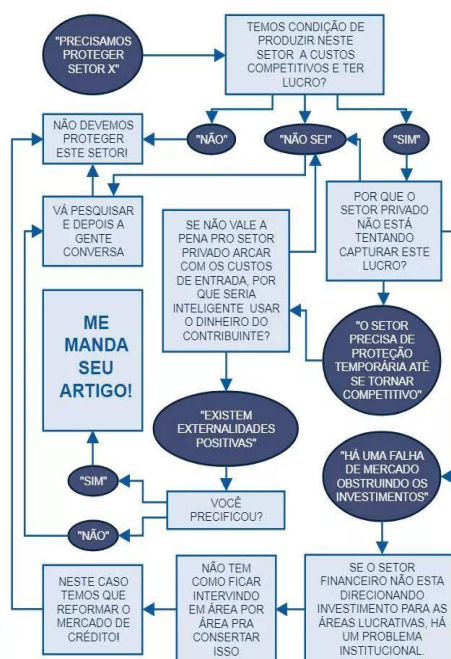 "PRECISAMOS
PROTEGER
SETOR X"
TEMOS CONDIÇÃO DE
PRODUZIR NESTE
SETOR A CUSTOS
COMPETITIVOS E TER
LUCRO?
"NÃO"
"NÃO SEI"
"SIM"
NÃO DEVEMOS
PROTEGER
ESTE SETOR!
VÁ PESQUISAR
E DEPOIS A
GENTE
CONVERSA
SE NÃO VALE A
PENA PRO SETOR
PRIVADO ARCAR
COM OS CUSTOS
DE ENTRADA, POR
QUE SERIA
INTELIGENTE USAR
O DINHEIRO DO
CONTRIBUINTE?
POR QUE O
SETOR PRIVADO
NÃO ESTÁ
TENTANDO
CAPTURAR ESTE
LUCRO?
ME
MANDA
SEU
ARTIGO!
"O SETOR
PRECISA DE
PROTEÇÃO
TEMPORÁRIA ATÉ
SE TORNAR
COMPETITIVO"
"EXISTEM
EXTERNALIDADES
POSITIVAS"
"HÁ UMA FALHA
DE MERCADO
OBSTRUINDO OS
INVESTIMENTOS"
"SIM"
VOCÊ
PRECIFICOU?
"NÃO"
NESTE CASO
TEMOS QUE
REFORMAR O
MERCADO DE
CRÉDITO!
NÃO TEM
COMO FICAR
INTERVINDO
EM ÁREA POR
ÁREA PRA
CONSERTAR
ISSO
SE O SETOR
FINANCEIRO NÃO ESTA
DIRECIONANDO
INVESTIMENTO PARA AS
ÁREAS LUCRATIVAS, HÁ
UM PROBLEMA
INSTITUCIONAL.